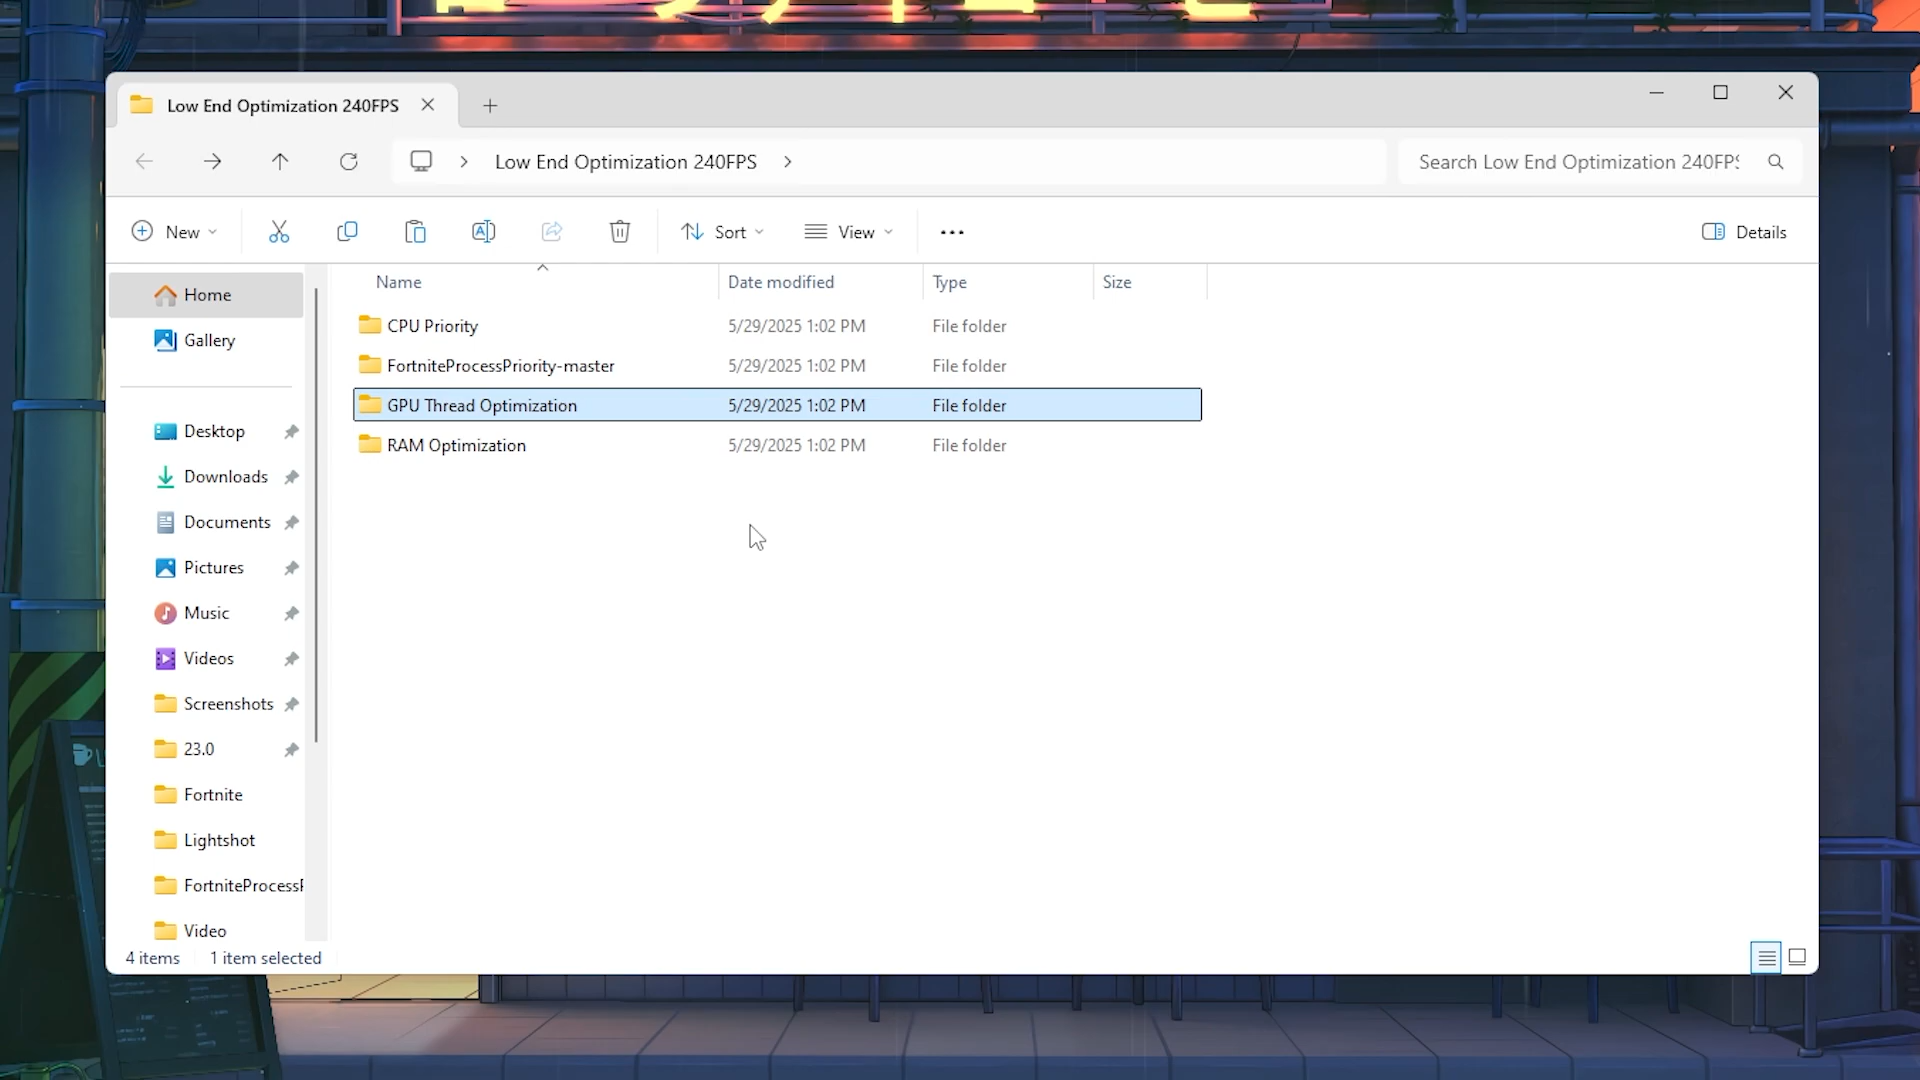 Low End Optimization 240FPS
Low End Optimization 240FPS
Search Low End Optimization 240FPS
New
Sort
View
Details
Name Date modified Type Size
CPU Priority 5/29/2025 1:02 PM File folder
FortniteProcessPriority-master 5/29/2025 1:02 PM File folder
GPU Thread Optimization 5/29/2025 1:02 PM File folder
RAM Optimization 5/29/2025 1:02 PM File folder
Home
Gallery
Desktop
Downloads
Documents
Pictures
Music
Videos
Screenshots
23.0
Fortnite
Lightshot
FortniteProcessP
Video
4 items 1 item selected